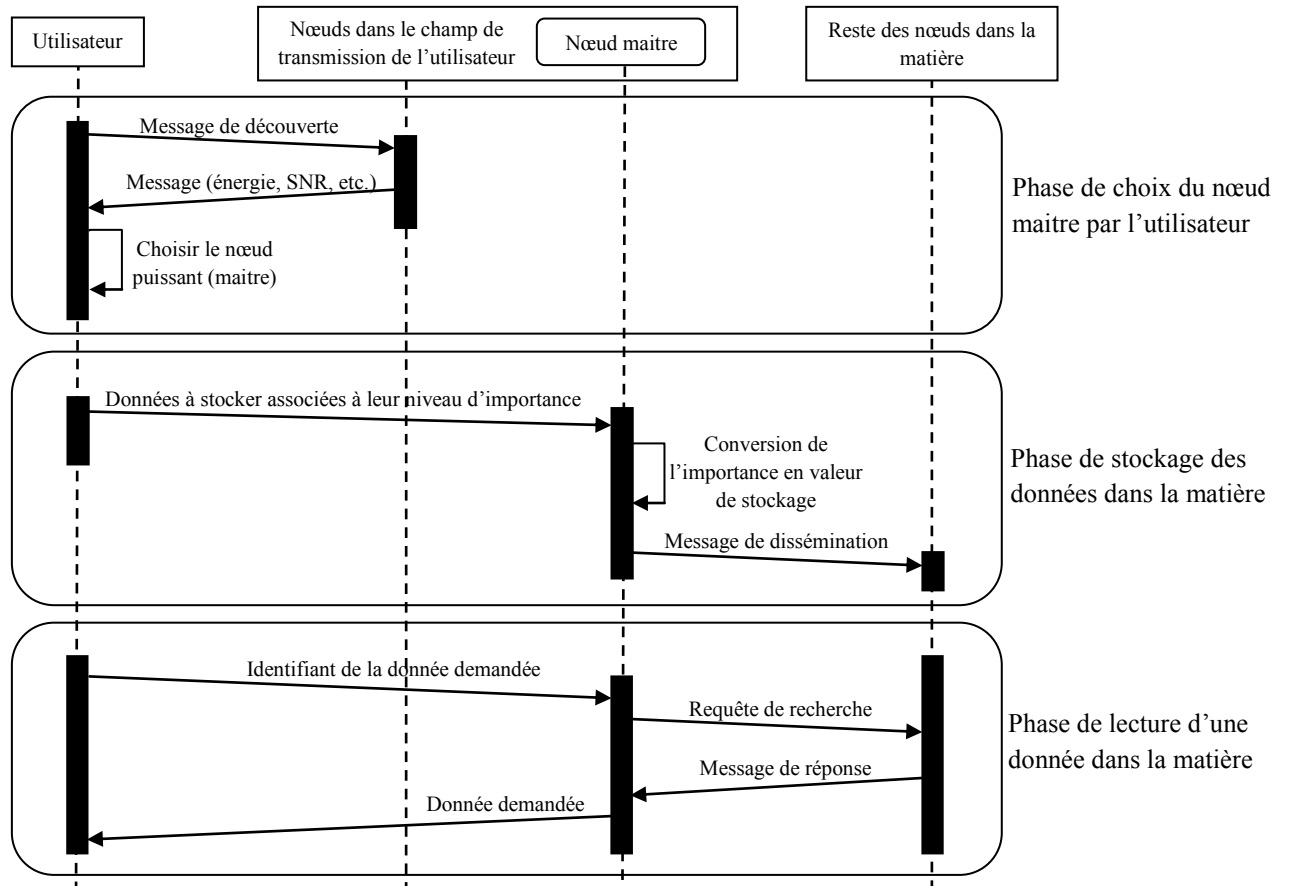 Utilisateur
Nœuds dans le champ de
transmission de l’utilisateur
Nœud maitre
Reste des nœuds dans la
matière
Message de découverte
Message (énergie, SNR, etc.)
Choisir le nœud
puissant (maitre)
Phase de choix du nœud
maitre par l’utilisateur
Données à stocker associées à leur niveau d’importance
Conversion de
l’importance en valeur
de stockage
Message de dissémination
Phase de stockage des
données dans la matière
Identifiant de la donnée demandée
Requête de recherche
Message de réponse
Donnée demandée
Phase de lecture d’une
donnée dans la matière